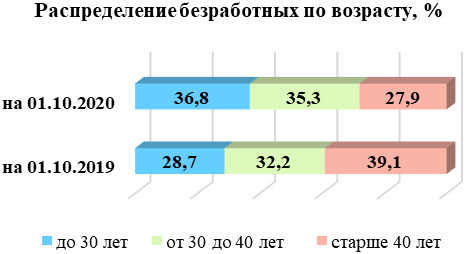 Распределение безработных по возрасту, %
на 01.10.2020
36,8 35,3 27,9
на 01.10.2019
28,7 32,2 39,1
до 30 лет от 30 до 40 лет старше 40 лет